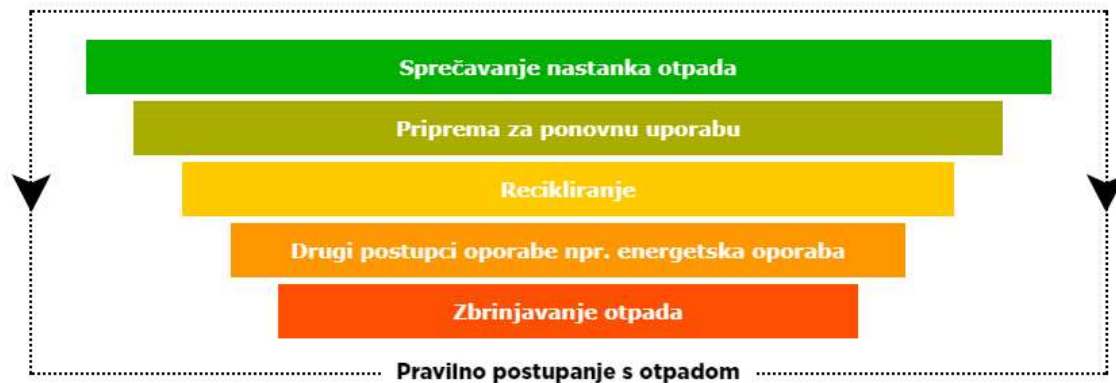 Sprečavanje nastanka otpada
Priprema za ponovnu uporabu
Recikliranje
Drugi postupci oporabe npr. energetska oporaba
Zbrinjavanje otpada
Pravilno postupanje s otpadom